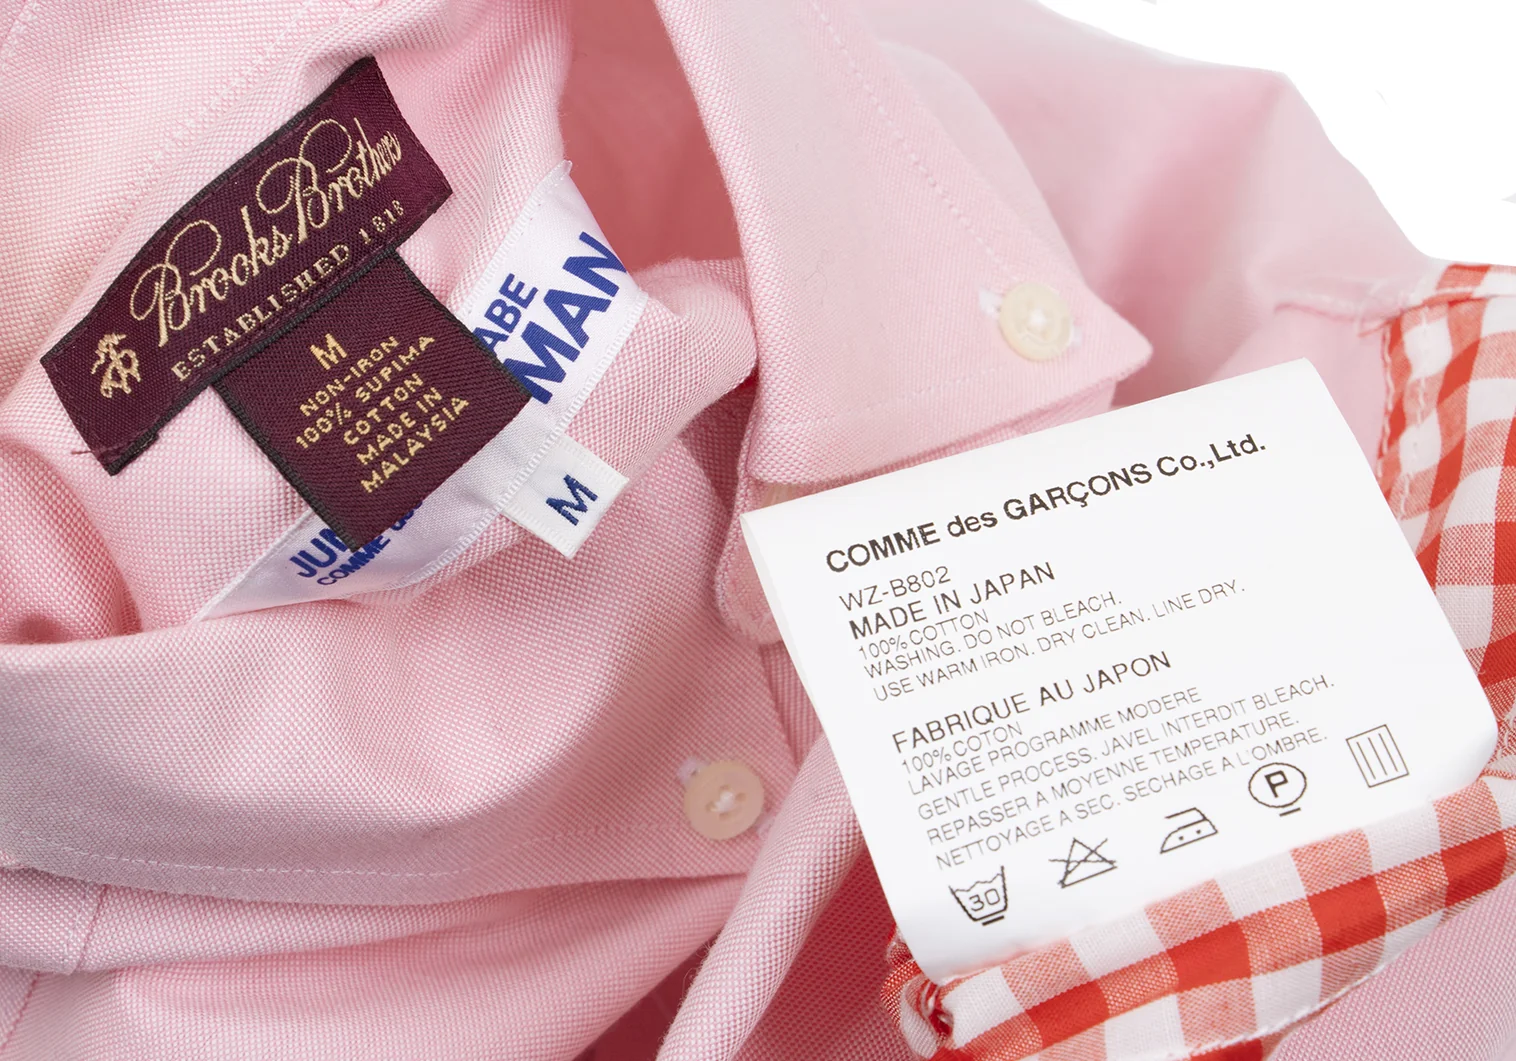 Brooks Brothers
ESTABLISHED 1818
M
NON-IRON
100% SUPIMA
COTTON
MADE IN
MALAYSIA
ABE
MAN
JUN
COMME de
M
COMME des GARÇONS Co.,Ltd.
WZ-B802
MADE IN JAPAN
100% COTTON
WASHING. DO NOT BLEACH.
USE WARM IRON. DRY CLEAN. LINE DRY.
FABRIQUE AU JAPON
100% COTON
LAVAGE PROGRAMME MODERE
GENTLE PROCESS. JAVEL INTERDIT BLEACH.
REPASSER A MOYENNE TEMPERATURE.
NETTOYAGE A SEC. SECHAGE A L'OMBRE.
30
P